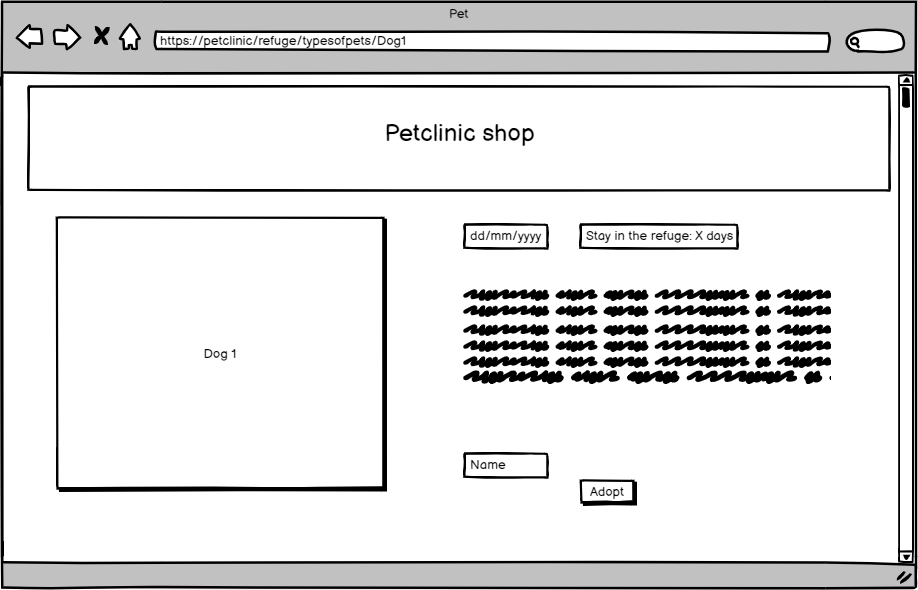 Pet
https://petclinic/refuge/typesofpets/Dog1
Petclinic shop
dd/mm/yyyy
Stay in the refuge: X days
Dog 1
Name
Adopt